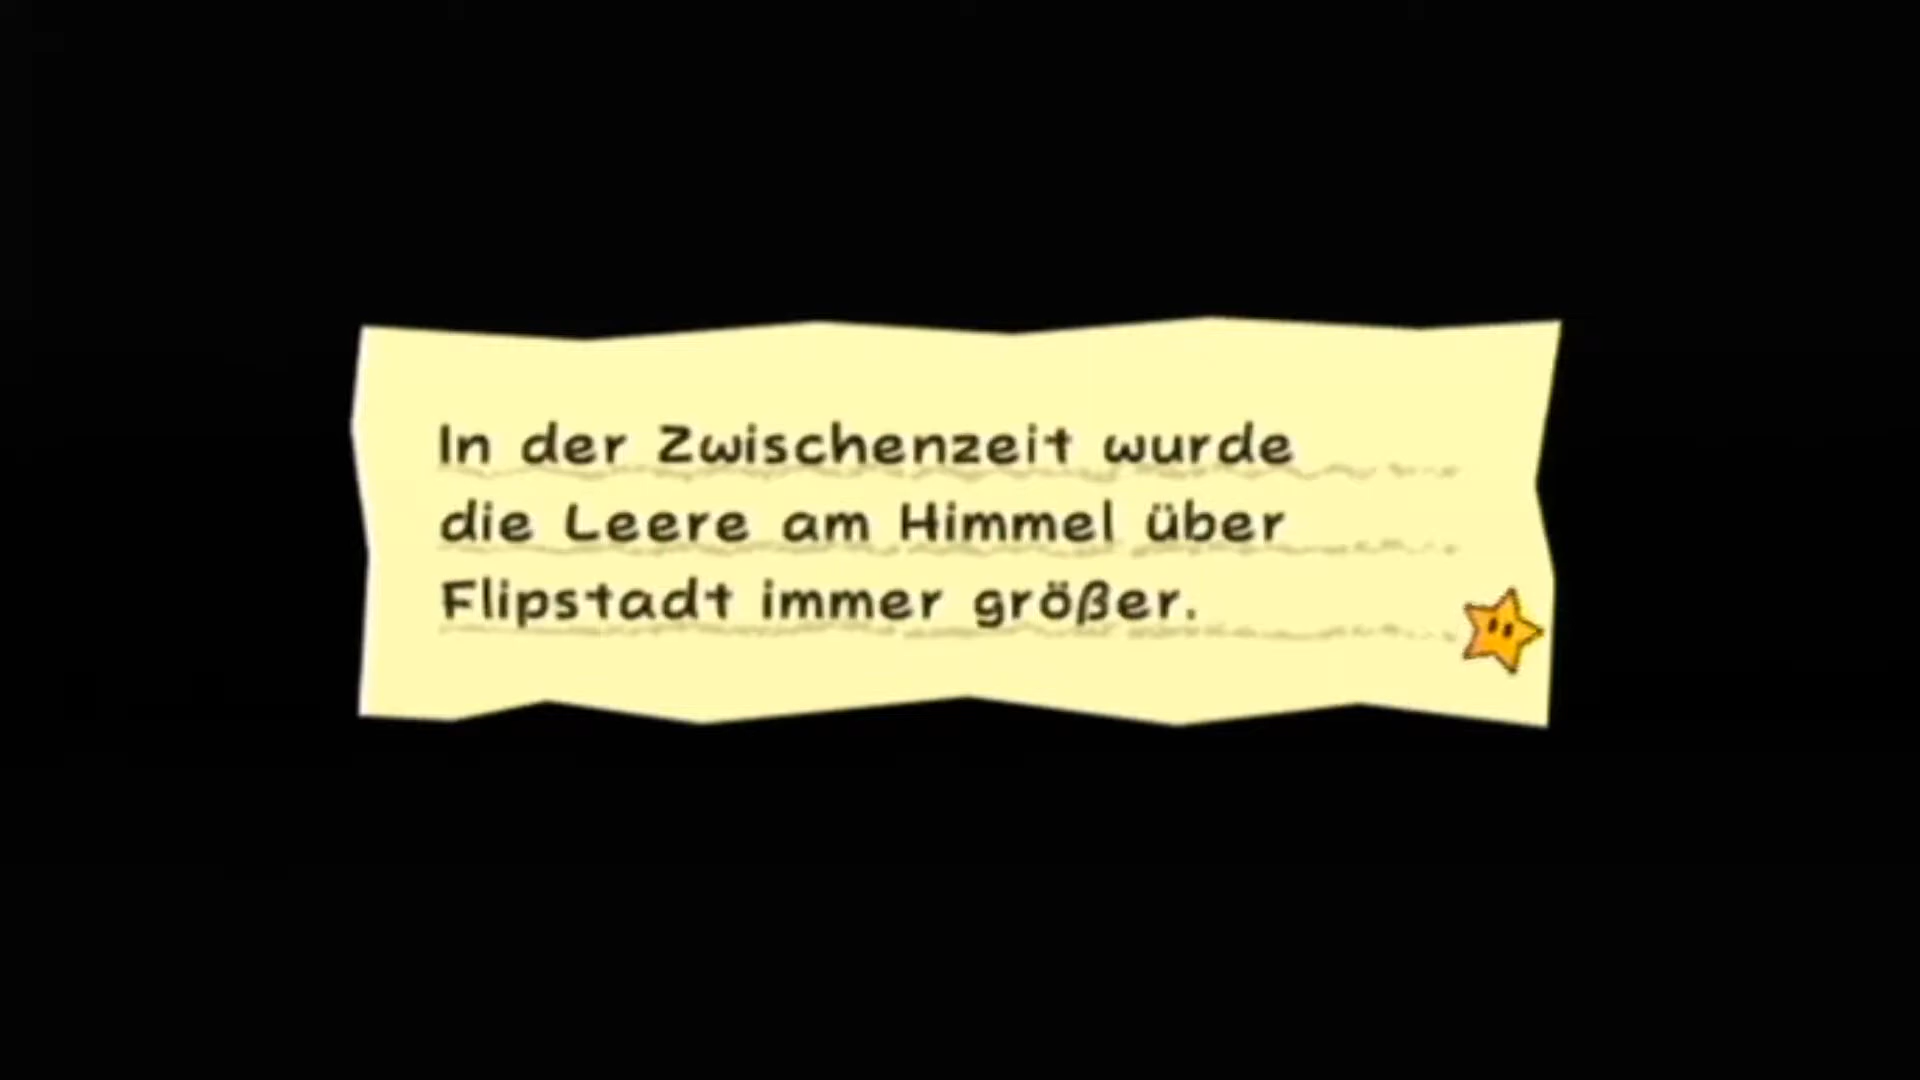 In der Zwischenzeit wurde
die Leere am Himmel über
Flipstadt immer größer.